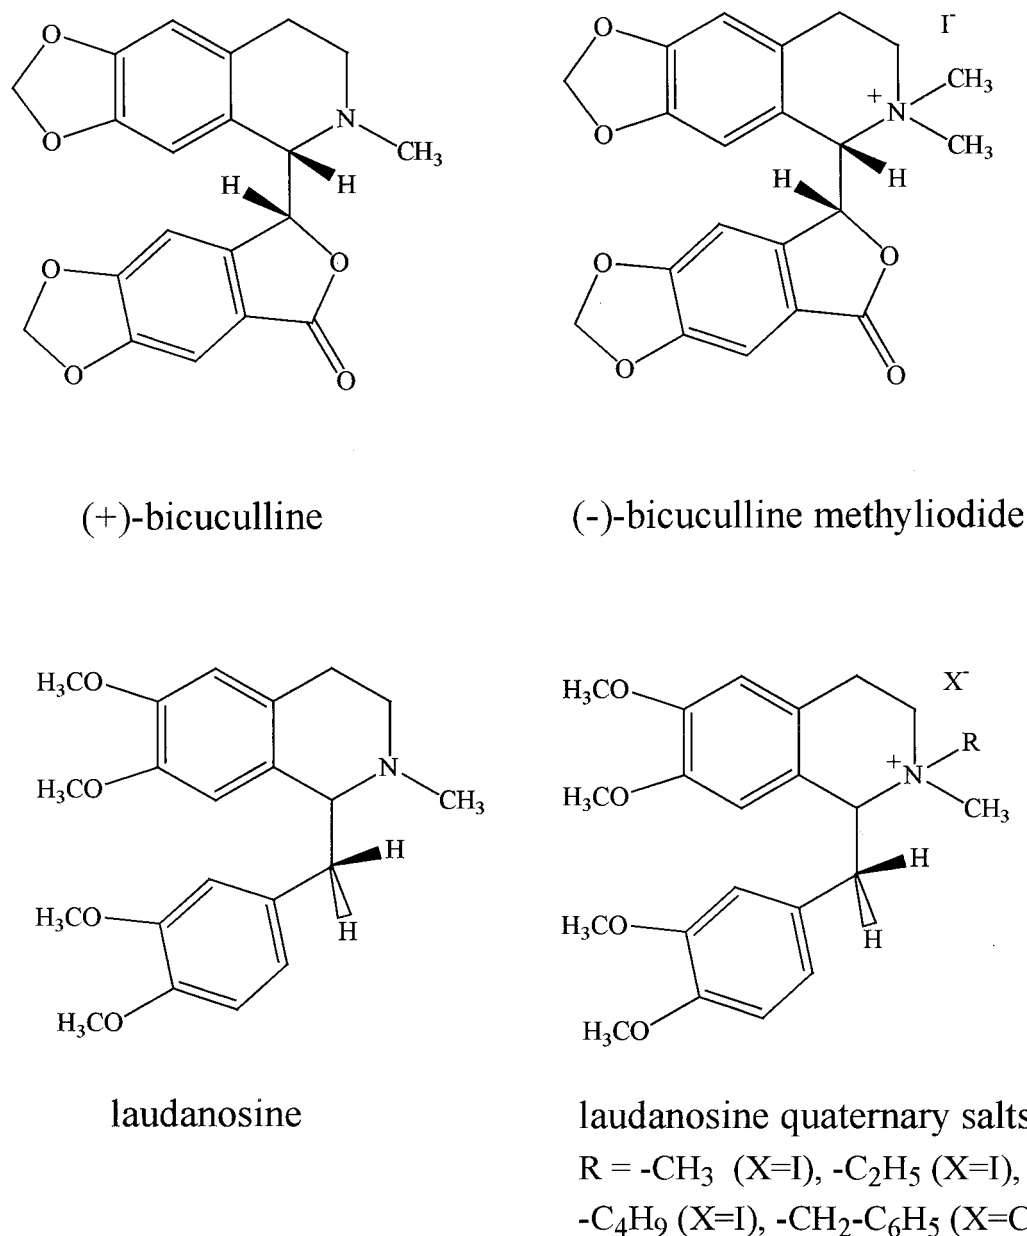 O
O
N
CH₃
H
H
O
O
O
O
(+)-bicuculline
I⁻
O
O
+
N
CH₃
CH₃
H
H
O
O
O
O
(-)-bicuculline methyliodide
H₃CO
H₃CO
N
CH₃
H
H
H₃CO
H₃CO
laudanosine
X⁻
H₃CO
H₃CO
R
+
N
CH₃
H
H
H₃CO
H₃CO
laudanosine quaternary salts
R = -CH₃ (X=I), -C₂H₅ (X=I),
-C₄H₉ (X=I), -CH₂-C₆H₅ (X=C